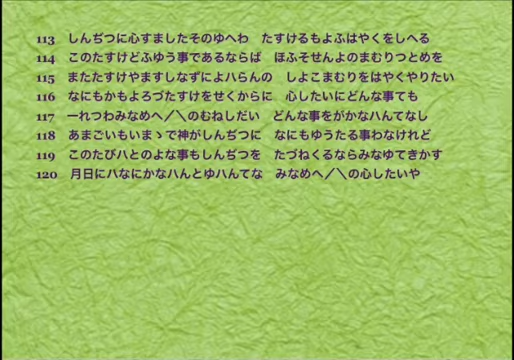 113 しんぢつに心すましたそのゆへわ　たすけるもよふはやくをしへる
114 このたすけどふゆう事であるならば　ほふそせんよのまむりつとめを
115 またたすけやますしなずによハらんの　しよこまむりをはやくやりたい
116 なにもかもよろづたすけをせくからに　心したいにどんな事ても
117 一れつわみなめへ／＼のむねしだい　どんな事をがかなハんてなし
118 あまごいもいまゝで神がしんぢつに　なにもゆうたる事わなけれど
119 このたびハとのよな事もしんぢつを　たづねくるならみなゆてきかす
120 月日にハなにかなハんとゆハんてな　みなめへ／＼の心したいや